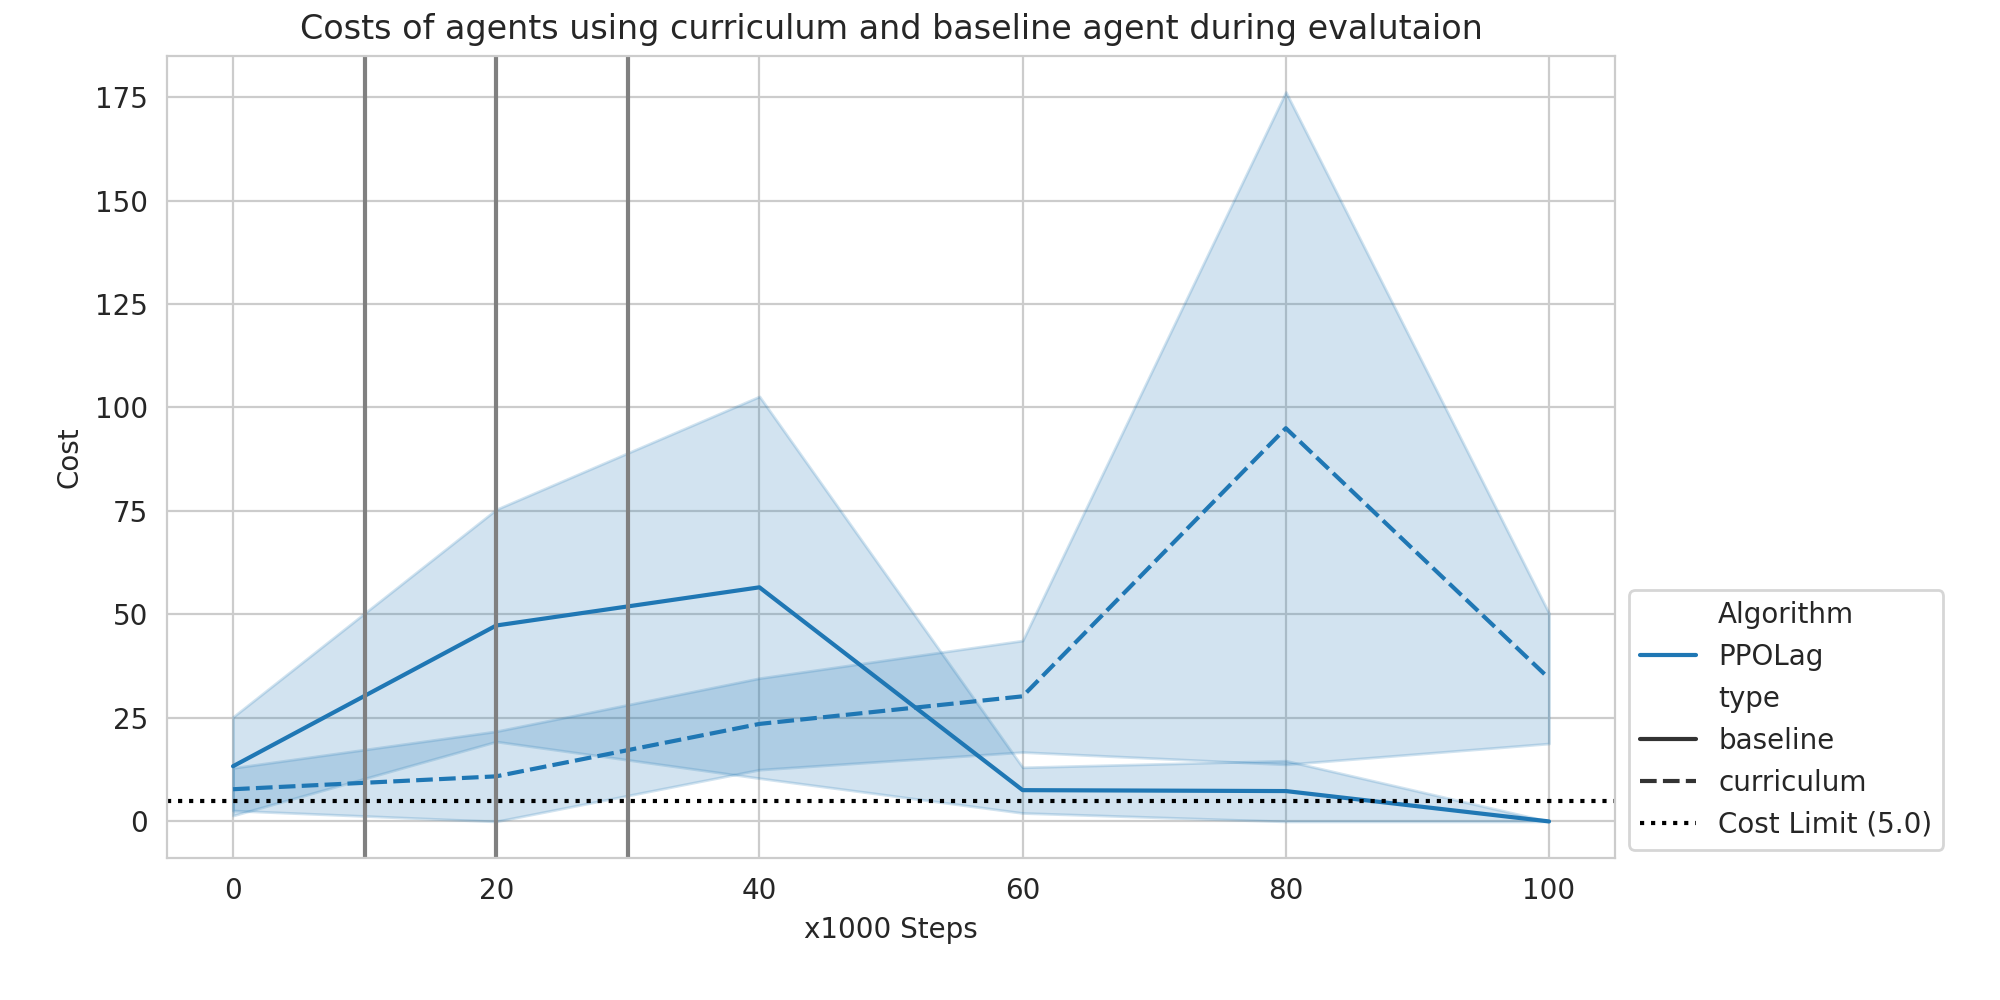 Costs of agents using curriculum and baseline agent during evalutaion
175
150
125
100
75
50
25
0
Cost
0 20 40 60 80 100
x1000 Steps
Algorithm
PPOLag
type
baseline
curriculum
Cost Limit (5.0)